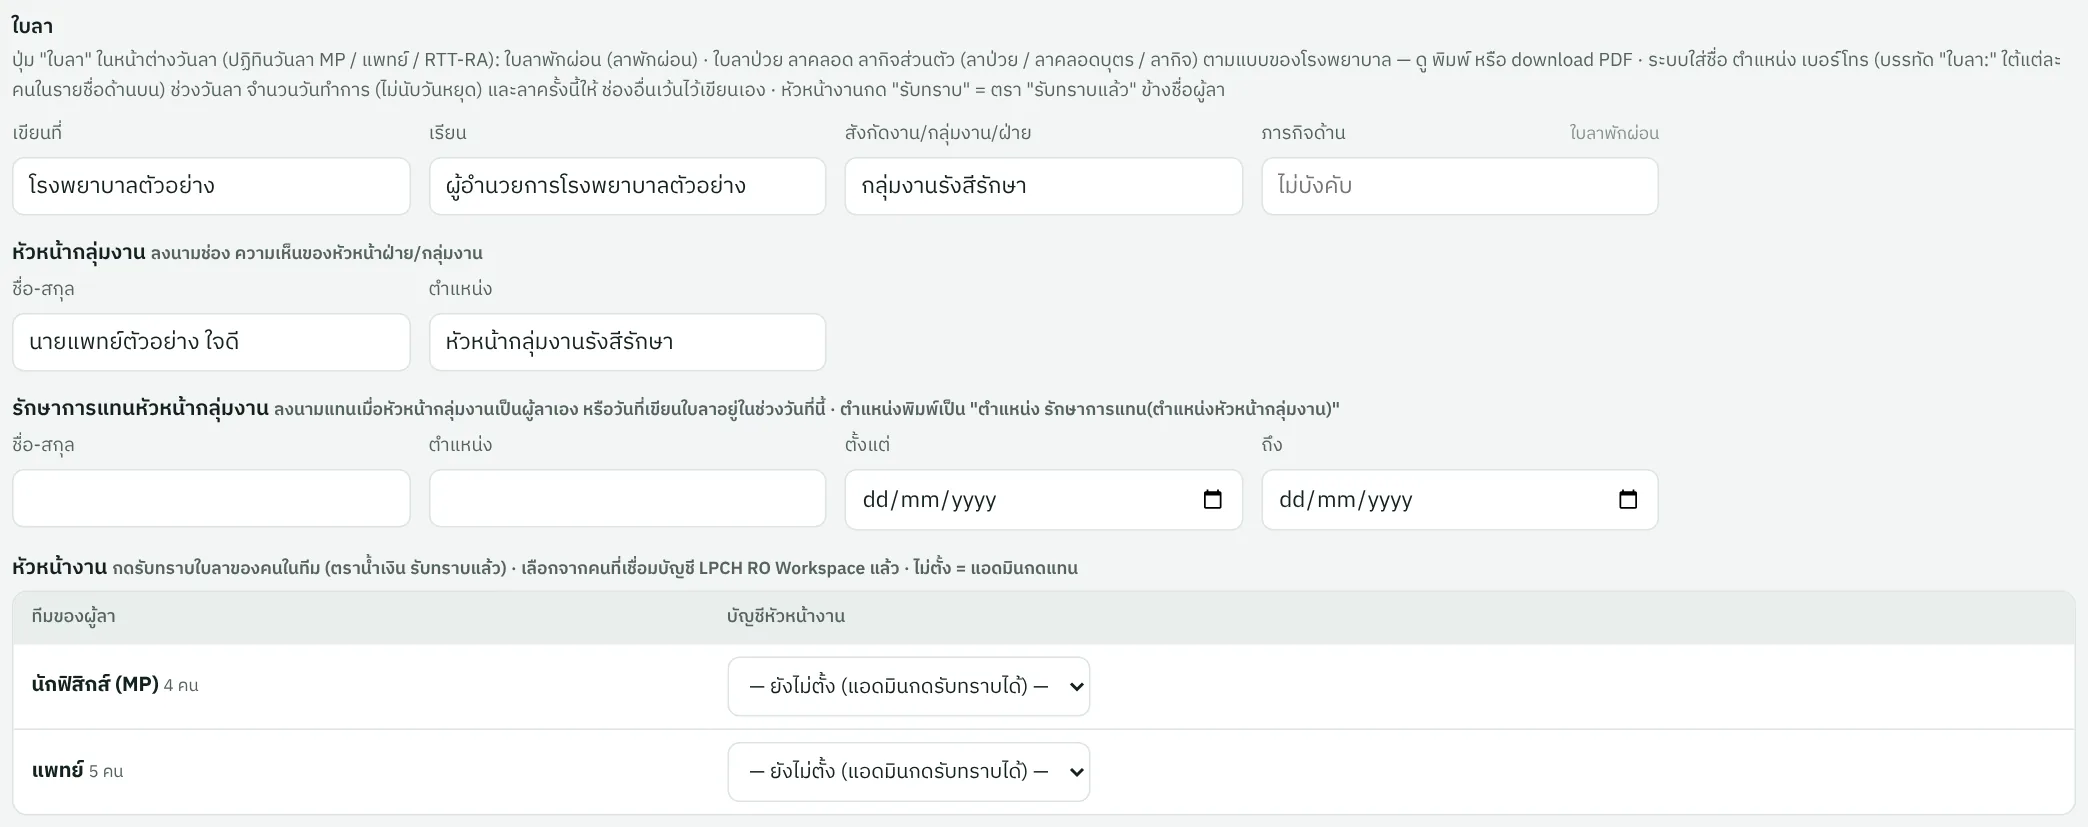 ใบลา
ปุ่ม "ใบลา" ในหน้าต่างวันลา (ปฏิทินวันลา MP / แพทย์ / RTT-RA): ใบลาพักผ่อน (ลาพักผ่อน) · ใบลาป่วย ลาคลอด ลากิจส่วนตัว (ลาป่วย / ลาคลอดบุตร / ลากิจ) ตามแบบของโรงพยาบาล — ดู พิมพ์ หรือ download PDF · ระบบใส่ชื่อ ตำแหน่ง เบอร์โทร (บรรทัด "ใบลา:" ใต้แต่ละ
คนในรายชื่อด้านบน) ช่วงวันลา จำนวนวันทำการ (ไม่นับวันหยุด) และลาครั้งนี้ให้ ช่องอื่นเว้นไว้เขียนเอง · หัวหน้างานกด "รับทราบ" = ตรา "รับทราบแล้ว" ข้างชื่อผู้ลา
เขียนที่ เรียน สังกัดงาน/กลุ่มงาน/ฝ่าย ภารกิจด้าน ใบลาพักผ่อน
โรงพยาบาลตัวอย่าง ผู้อำนวยการโรงพยาบาลตัวอย่าง กลุ่มงานรังสีรักษา ไม่บังคับ
หัวหน้ากลุ่มงาน ลงนามช่อง ความเห็นของหัวหน้าฝ่าย/กลุ่มงาน
ชื่อ-สกุล ตำแหน่ง
นายแพทย์ตัวอย่าง ใจดี หัวหน้ากลุ่มงานรังสีรักษา
รักษาการแทนหัวหน้ากลุ่มงาน ลงนามแทนเมื่อหัวหน้ากลุ่มงานเป็นผู้ลาเอง หรือวันที่เขียนใบลาอยู่ในช่วงวันที่นี้ · ตำแหน่งพิมพ์เป็น "ตำแหน่ง รักษาการแทน(ตำแหน่งหัวหน้ากลุ่มงาน)"
ชื่อ-สกุล ตำแหน่ง ตั้งแต่ ถึง
dd/mm/yyyy dd/mm/yyyy
หัวหน้างาน กดรับทราบใบลาของคนในทีม (ตราน้ำเงิน รับทราบแล้ว) · เลือกจากคนที่เชื่อมบัญชี LPCH RO Workspace แล้ว · ไม่ตั้ง = แอดมินกดแทน
ทีมของผู้ลา บัญชีหัวหน้างาน
นักฟิสิกส์ (MP) 4 คน — ยังไม่ตั้ง (แอดมินกดรับทราบได้) —
แพทย์ 5 คน — ยังไม่ตั้ง (แอดมินกดรับทราบได้) —